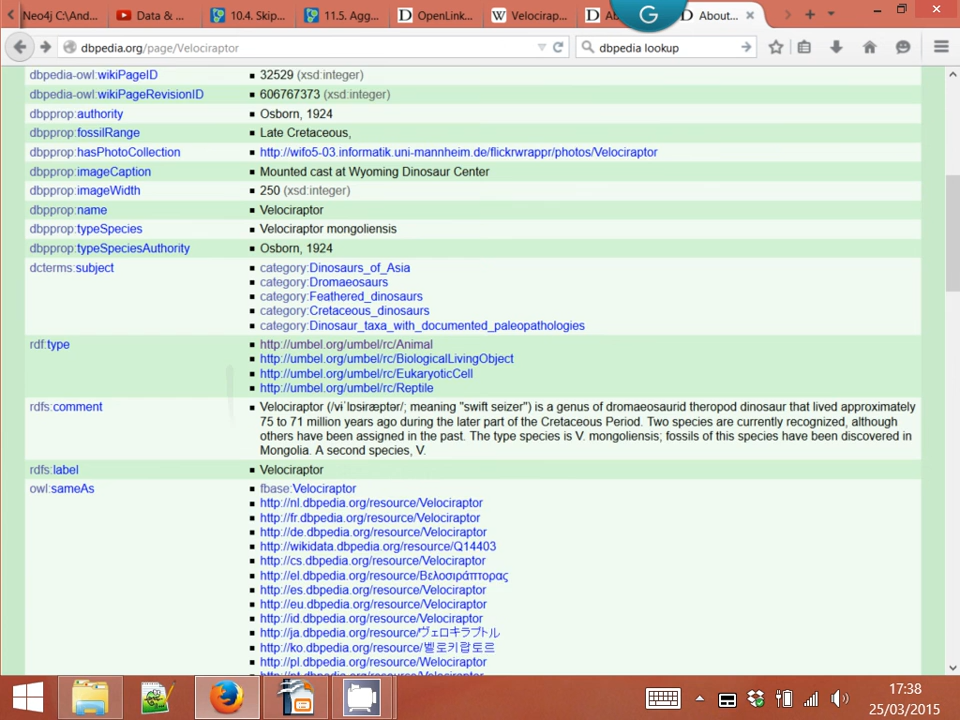 Neo4j C:\And...
Data & ...
10.4. Skip...
11.5. Agg...
OpenLink...
Velocirap...
About...
dbpedia.org/page/Velociraptor
dbpedia lookup
dbpedia-owl:wikiPageID ▪ 32529 (xsd:integer)
dbpedia-owl:wikiPageRevisionID ▪ 606767373 (xsd:integer)
dbpprop:authority ▪ Osborn, 1924
dbpprop:fossilRange ▪ Late Cretaceous,
dbpprop:hasPhotoCollection ▪ http://wifo5-03.informatik.uni-mannheim.de/flickrwrappr/photos/Velociraptor
dbpprop:imageCaption ▪ Mounted cast at Wyoming Dinosaur Center
dbpprop:imageWidth ▪ 250 (xsd:integer)
dbpprop:name ▪ Velociraptor
dbpprop:typeSpecies ▪ Velociraptor mongoliensis
dbpprop:typeSpeciesAuthority ▪ Osborn, 1924
dcterms:subject ▪ category:Dinosaurs_of_Asia
▪ category:Dromaeosaurs
▪ category:Feathered_dinosaurs
▪ category:Cretaceous_dinosaurs
▪ category:Dinosaur_taxa_with_documented_paleopathologies
rdf:type ▪ http://umbel.org/umbel/rc/Animal
▪ http://umbel.org/umbel/rc/BiologicalLivingObject
▪ http://umbel.org/umbel/rc/EukaryoticCell
▪ http://umbel.org/umbel/rc/Reptile
rdfs:comment ▪ Velociraptor (/vɨˈlɒsɨræptər/; meaning "swift seizer") is a genus of dromaeosaurid theropod dinosaur that lived approximately
75 to 71 million years ago during the later part of the Cretaceous Period. Two species are currently recognized, although
others have been assigned in the past. The type species is V. mongoliensis; fossils of this species have been discovered in
Mongolia. A second species, V.
rdfs:label ▪ Velociraptor
owl:sameAs ▪ fbase:Velociraptor
▪ http://nl.dbpedia.org/resource/Velociraptor
▪ http://fr.dbpedia.org/resource/Velociraptor
▪ http://de.dbpedia.org/resource/Velociraptor
▪ http://wikidata.dbpedia.org/resource/Q14403
▪ http://cs.dbpedia.org/resource/Velociraptor
▪ http://el.dbpedia.org/resource/Βελοσιράπτορας
▪ http://es.dbpedia.org/resource/Velociraptor
▪ http://eu.dbpedia.org/resource/Velociraptor
▪ http://id.dbpedia.org/resource/Velociraptor
▪ http://ja.dbpedia.org/resource/ヴェロキラプトル
▪ http://ko.dbpedia.org/resource/벨로키랍토르
▪ http://pl.dbpedia.org/resource/Welociraptor
17:38
25/03/2015